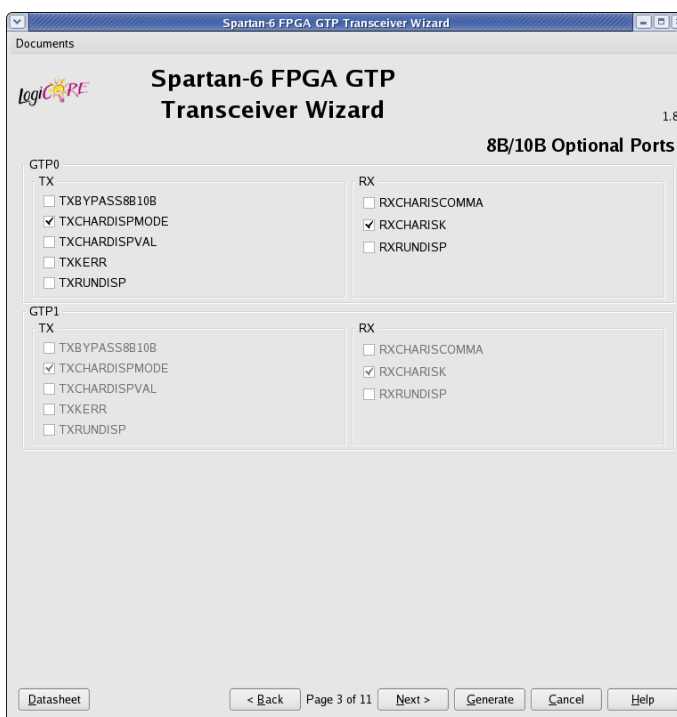 Spartan-6 FPGA GTP Transceiver Wizard
Documents
logiCORE
Spartan-6 FPGA GTP
Transceiver Wizard
1.8
8B/10B Optional Ports
GTP0
TX
TXBYPASS8B10B
TXCHARDISPMODE
TXCHARDISPVAL
TXKERR
TXRUNDISP
RX
RXCHARISCOMMA
RXCHARISK
RXRUNDISP
GTP1
TX
TXBYPASS8B10B
TXCHARDISPMODE
TXCHARDISPVAL
TXKERR
TXRUNDISP
RX
RXCHARISCOMMA
RXCHARISK
RXRUNDISP
Datasheet < Back Page 3 of 11 Next > Generate Cancel Help